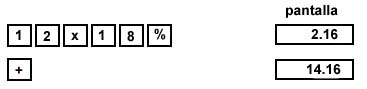 pantalla
1 2 x 1 8 % 2.16
+ 14.16